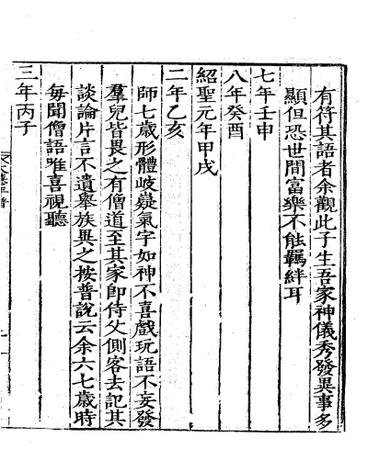 有符其語者余觀此子生吾家神儀秀發異事多
顯但恐世間富樂不能羈絆耳
七年壬申
八年癸酉
紹聖元年甲戌
二年乙亥
師七歲形體岐嶷氣宇如神不喜戲玩語不妄發
羣兒皆畏之有僧道至其家即侍父側客去記其
談論片言不遺舉族異之按普說云余六七歲時
每聞僧語唯喜視聽
三年丙子